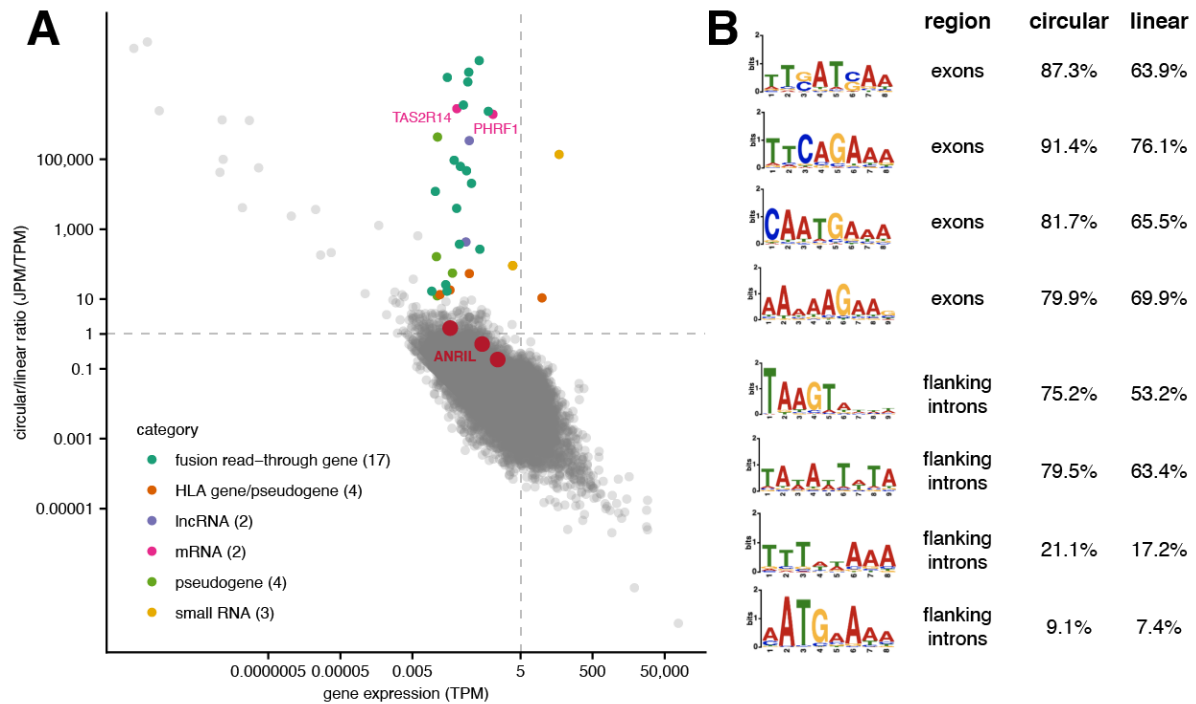 A
TAS2R14
PHRF1
ANRIL
circular/linear ratio (JPM/TPM)
100,000
1,000
10
1
0.1
0.001
0.00001
category
fusion read−through gene (17)
HLA gene/pseudogene (4)
lncRNA (2)
mRNA (2)
pseudogene (4)
small RNA (3)
0.0000005 0.00005 0.005 5 500 50,000
gene expression (TPM)
B
region circular linear
exons 87.3% 63.9%
exons 91.4% 76.1%
exons 81.7% 65.5%
exons 79.9% 69.9%
flanking
introns 75.2% 53.2%
flanking
introns 79.5% 63.4%
flanking
introns 21.1% 17.2%
flanking
introns 9.1% 7.4%